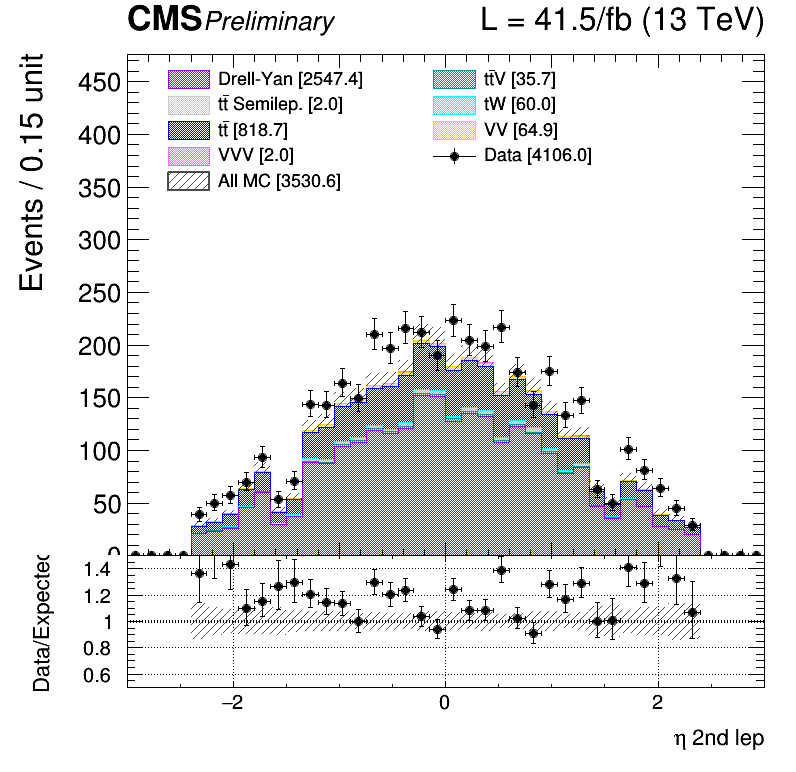 CMS Preliminary L = 41.5/fb (13 TeV)
Events / 0.15 unit
450
400
350
300
250
200
150
100
50
0
Drell-Yan [2547.4]
tt̄ Semilep. [2.0]
tt̄ [818.7]
VVV [2.0]
All MC [3530.6]
tt̄V [35.7]
tW [60.0]
VV [64.9]
Data [4106.0]
Data/Expected
1.4
1.2
1
0.8
0.6
−2 0 2
η 2nd lep